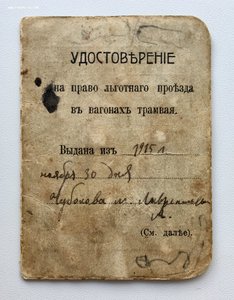 УДОСТОВѢРЕНІЕ
на право льготнаго проѣзда
въ вагонахъ трамвая.
Выдана изъ 1915 г
ноября 30 дня
(См. далѣе).